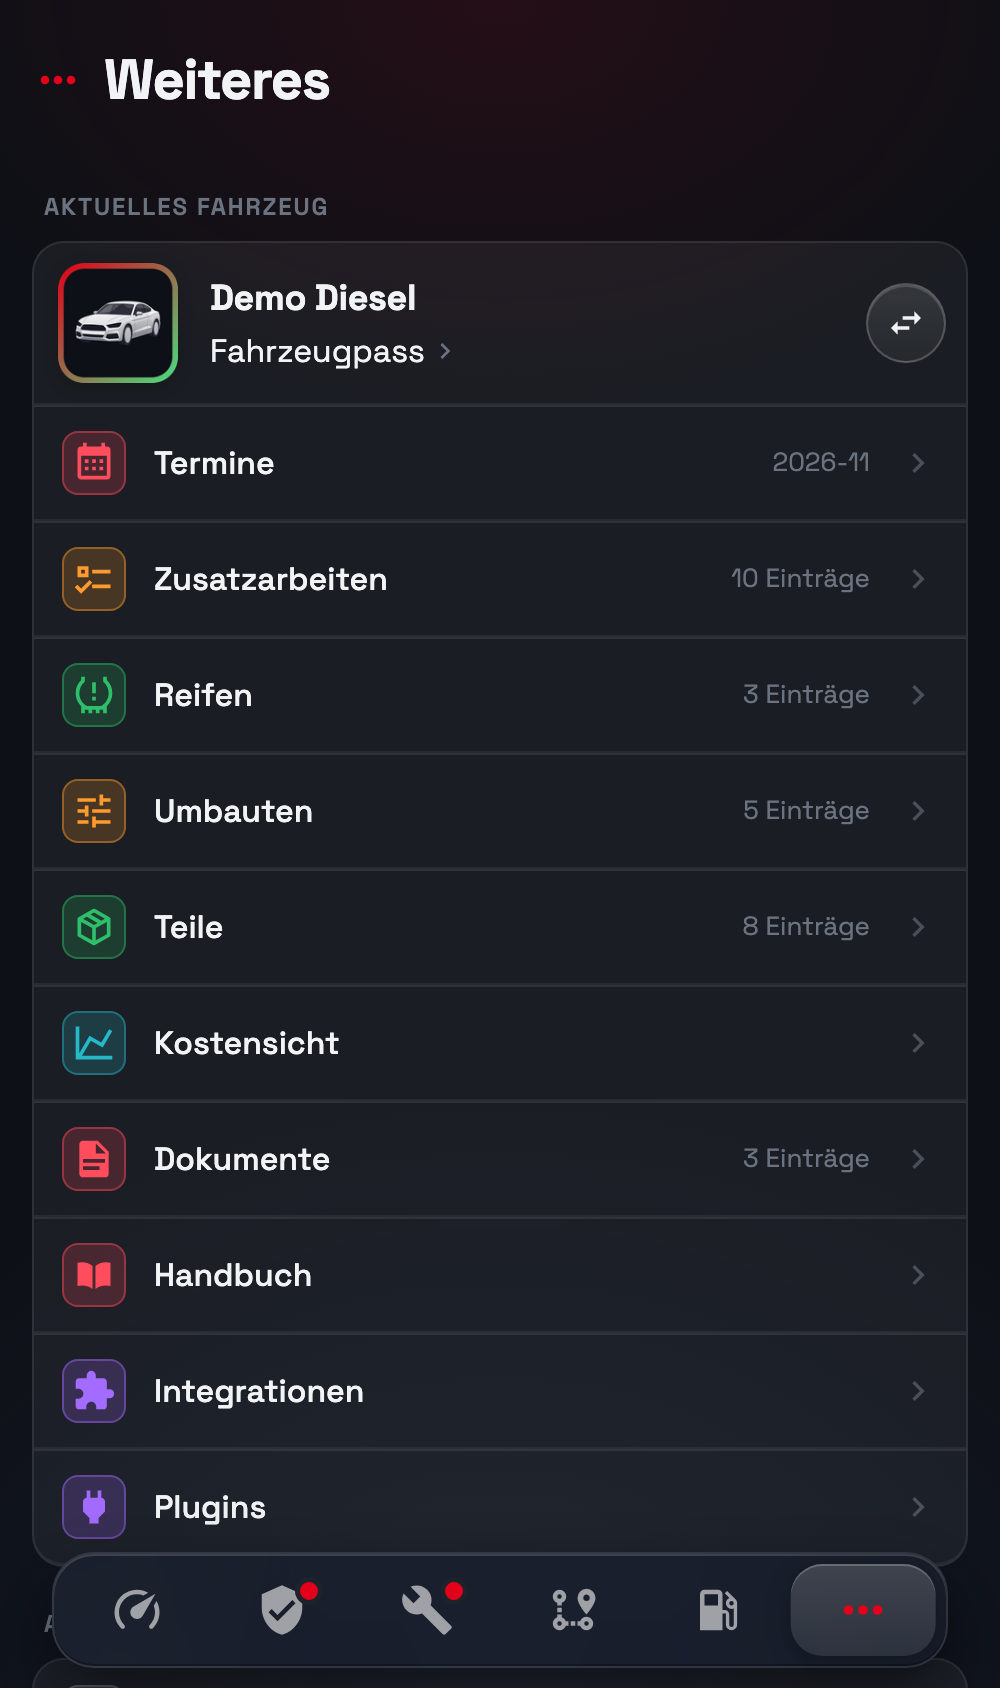 Weiteres
AKTUELLES FAHRZEUG
Demo Diesel
Fahrzeugpass
Termine 2026-11
Zusatzarbeiten 10 Einträge
Reifen 3 Einträge
Umbauten 5 Einträge
Teile 8 Einträge
Kostensicht
Dokumente 3 Einträge
Handbuch
Integrationen
Plugins